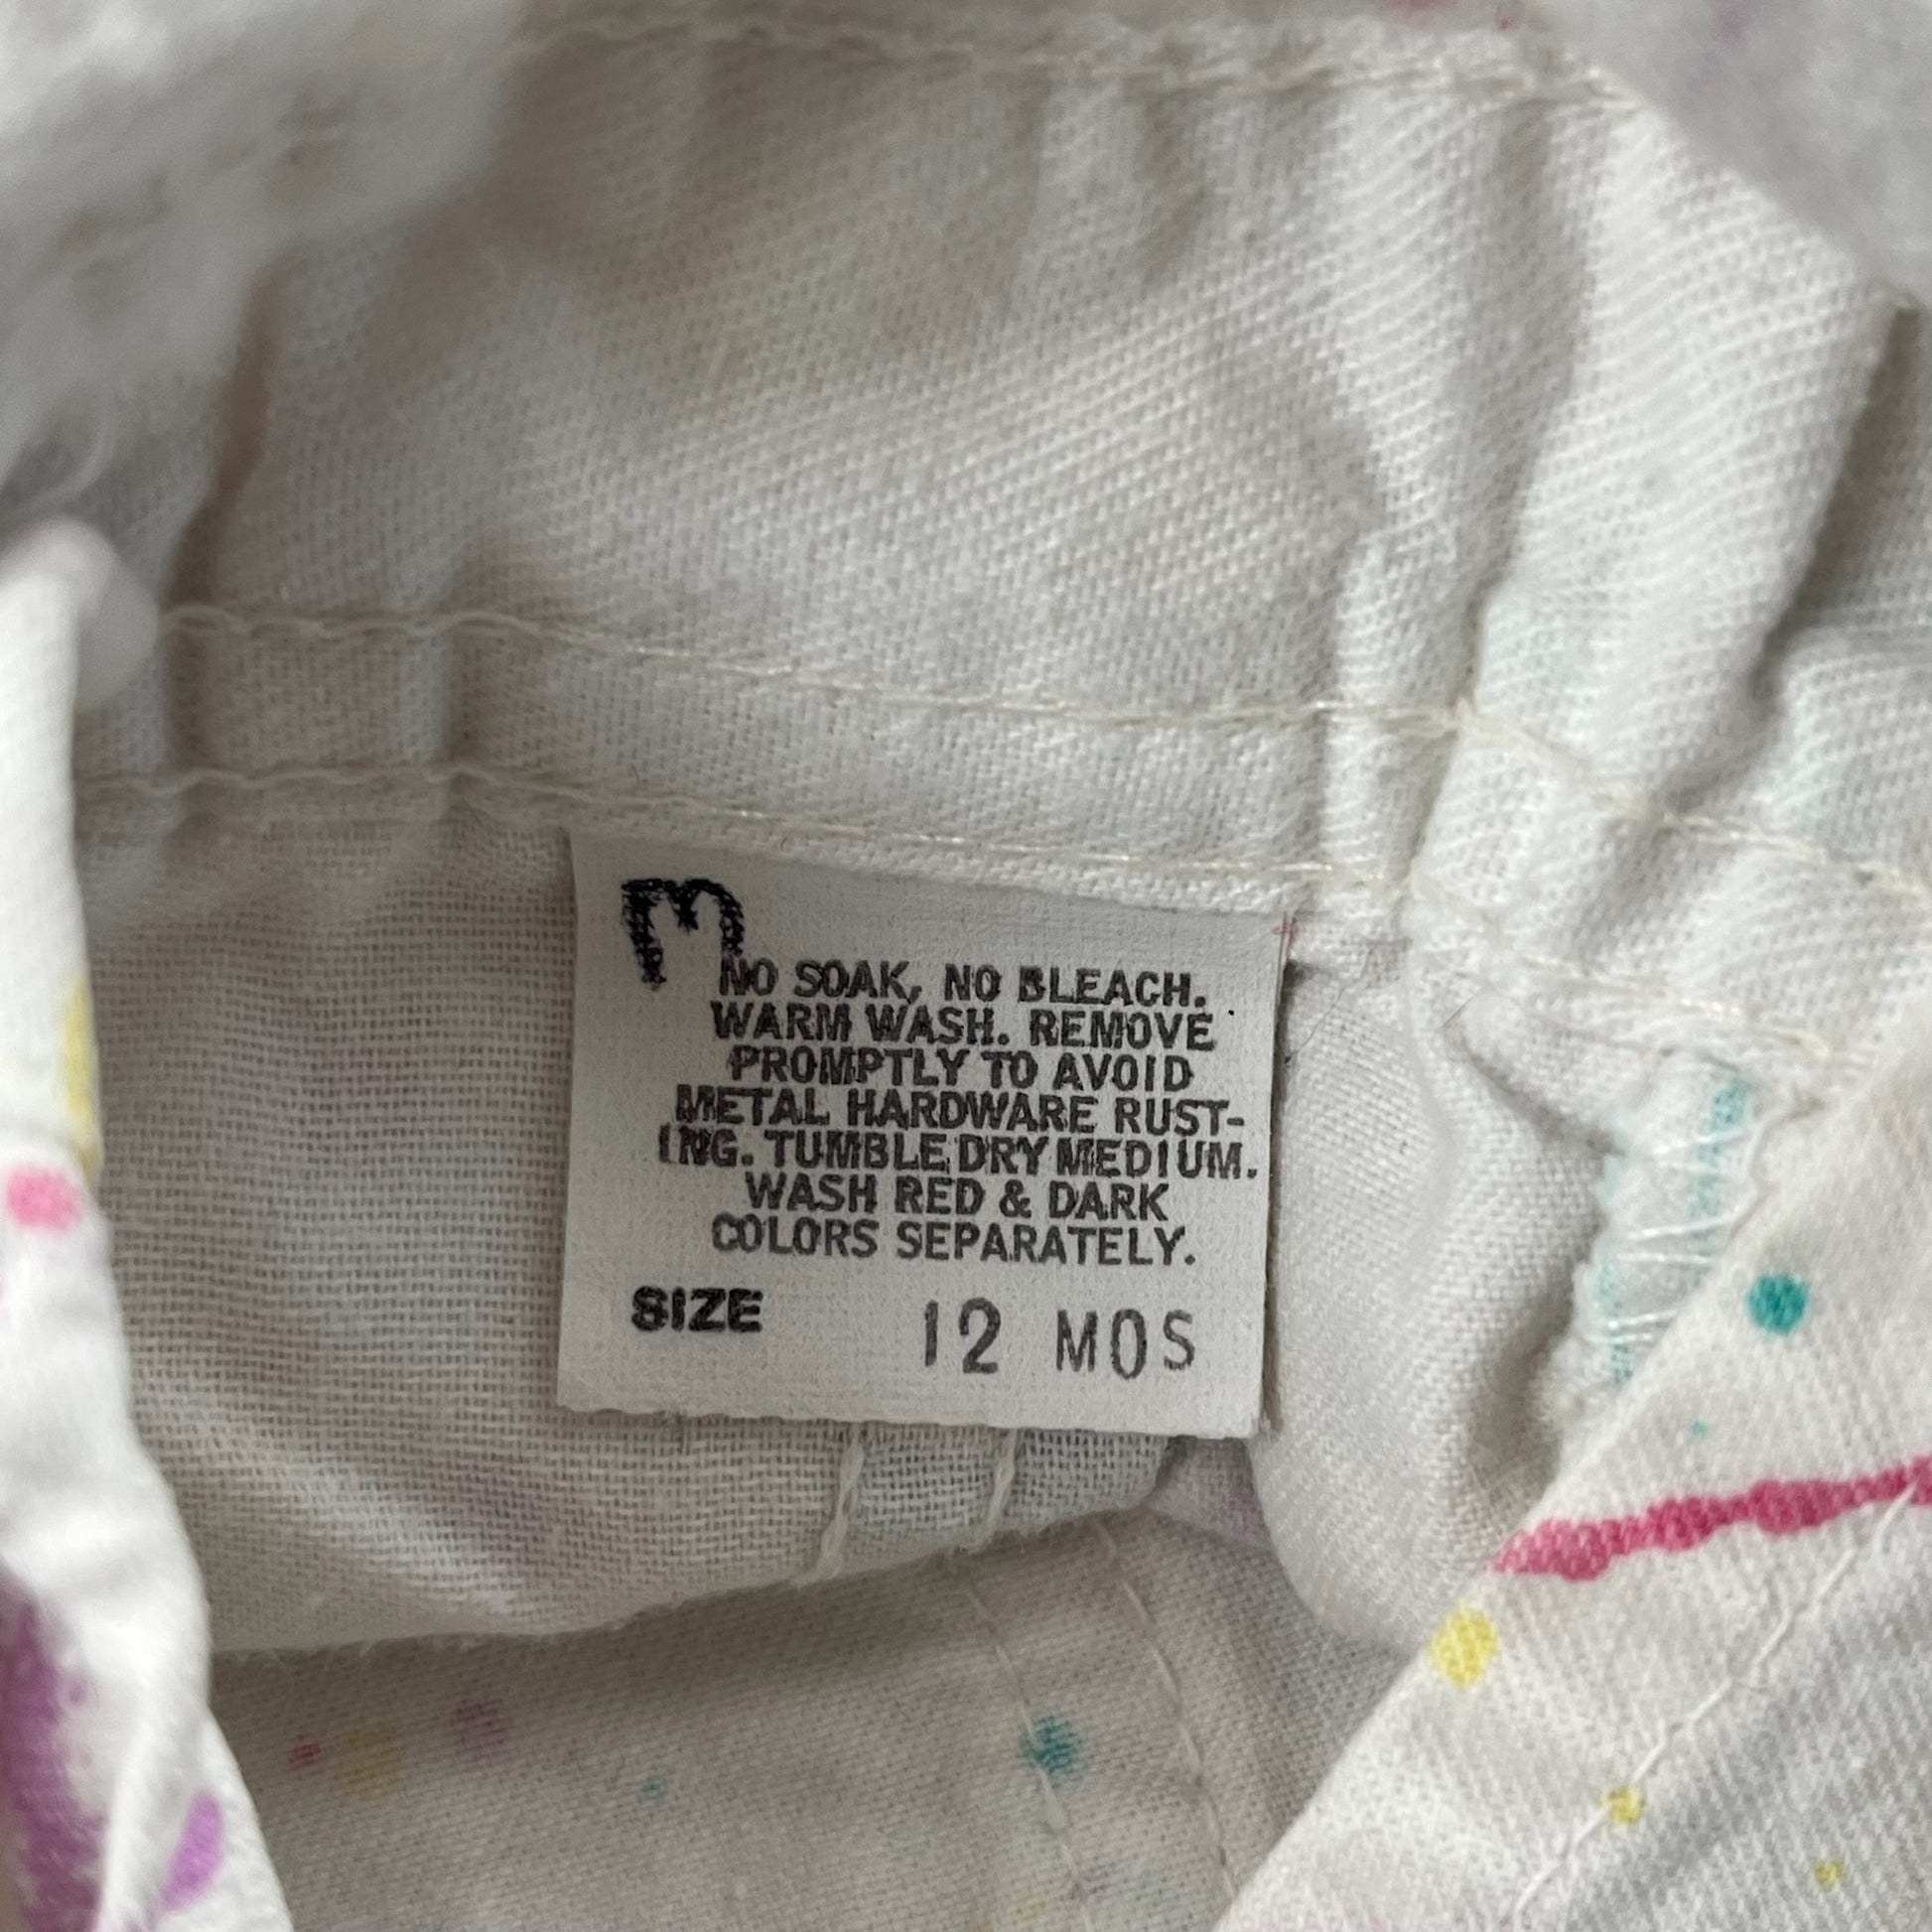 M
NO SOAK, NO BLEACH.
WARM WASH. REMOVE
PROMPTLY TO AVOID
METAL HARDWARE RUST-
ING. TUMBLE DRY MEDIUM.
WASH RED & DARK
COLORS SEPARATELY.
SIZE 12 MOS